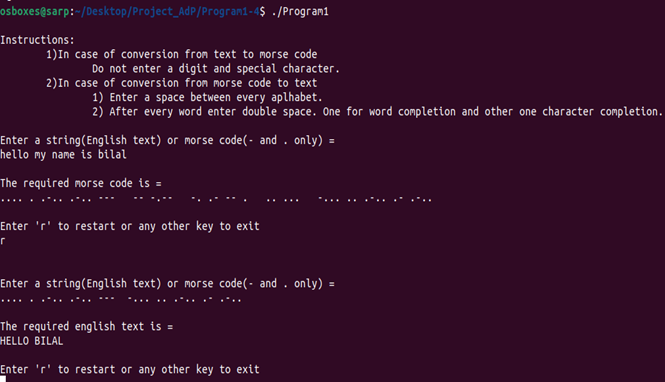 osboxes@sarp:~/Desktop/Project_AdP/Program1-4$ ./Program1
Instructions:
1)In case of conversion from text to morse code
Do not enter a digit and special character.
2)In case of conversion from morse code to text
1) Enter a space between every aplhabet.
2) After every word enter double space. One for word completion and other one character completion.
Enter a string(English text) or morse code(- and . only) =
hello my name is bilal
The required morse code is =
.... . .-.. .-.. ---   -- -.--   -. .- -- .   .. ...   -... .. .-.. .- .-..
Enter 'r' to restart or any other key to exit
r
Enter a string(English text) or morse code(- and . only) =
.... . .-.. .-.. ---  -... .. .-.. .- .-..
The required english text is =
HELLO BILAL
Enter 'r' to restart or any other key to exit